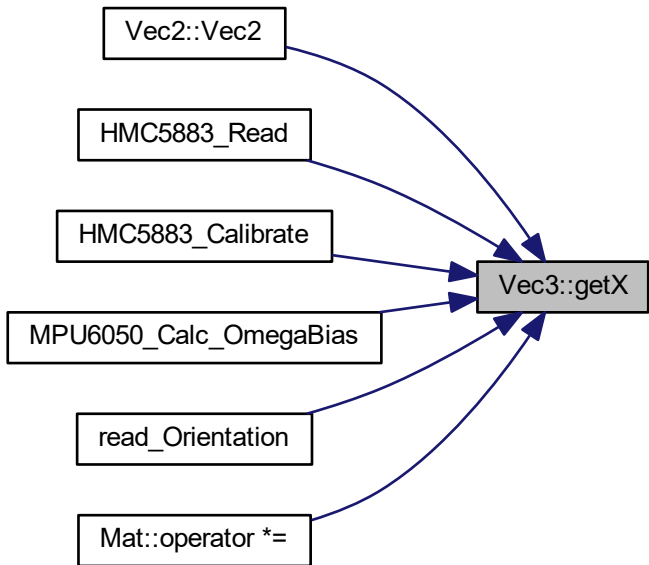 Vec2::Vec2
HMC5883_Read
HMC5883_Calibrate
Vec3::getX
MPU6050_Calc_OmegaBias
read_Orientation
Mat::operator *=